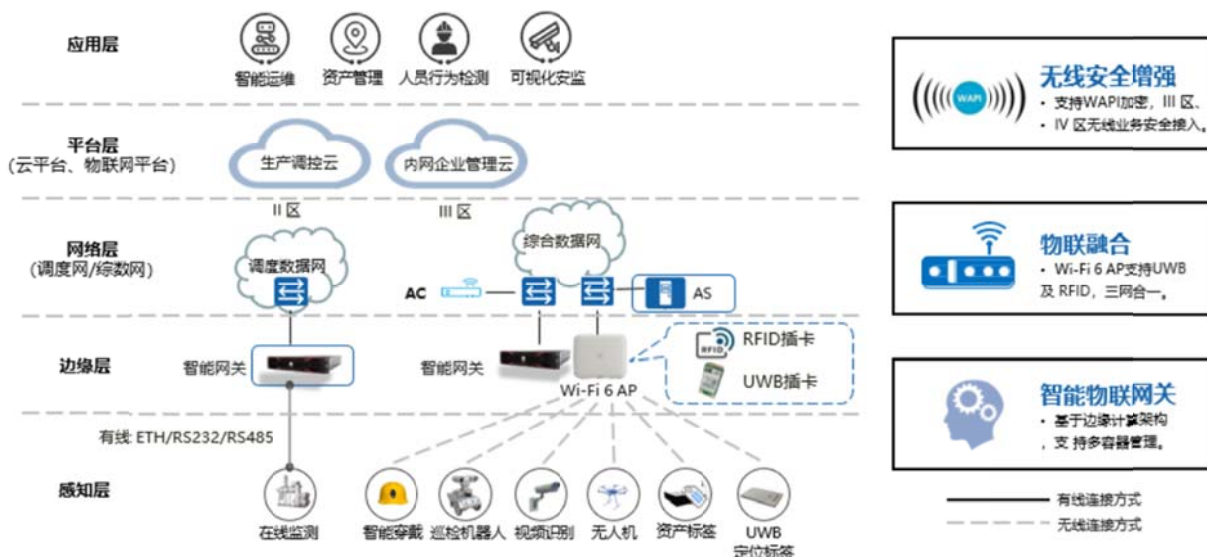 应用层
智能运维
资产管理
人员行为检测
可视化安监
平台层
(云平台、物联网平台)
生产调控云
内网企业管理云
II 区
III 区
网络层
(调度网/综数网)
调度数据网
综合数据网
AC
AS
边缘层
智能网关
智能网关
Wi-Fi 6 AP
RFID
RFID插卡
UWB插卡
有线: ETH/RS232/RS485
感知层
在线监测
智能穿戴
巡检机器人
视频识别
无人机
资产标签
UWB
定位标签
WAPI
无线安全增强
• 支持WAPI加密，III 区、
• IV 区无线业务安全接入。
物联融合
• Wi-Fi 6 AP支持UWB
及 RFID，三网合一。
智能物联网关
• 基于边缘计算架构
，支 持多容器管理。
有线连接方式
无线连接方式